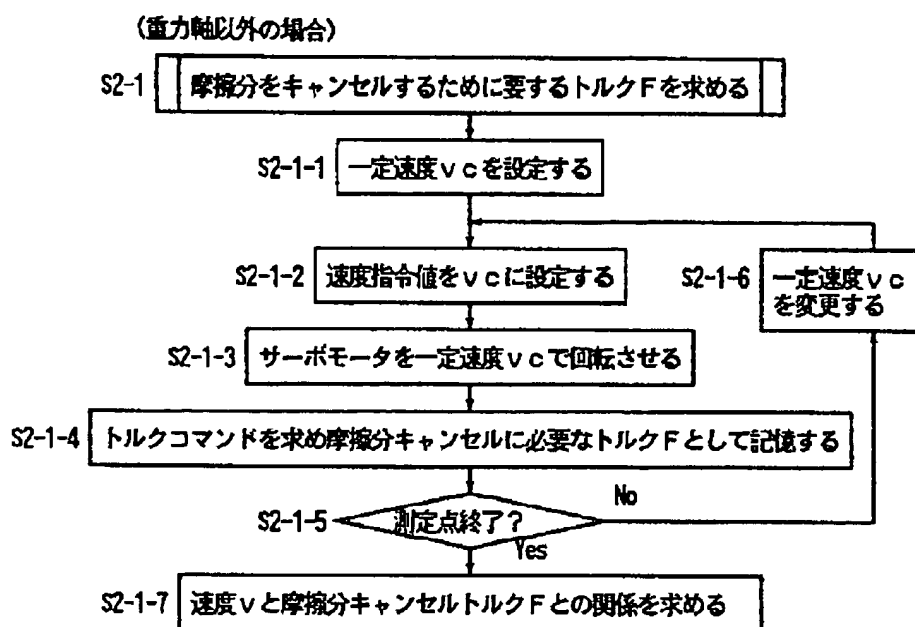 (重力軸以外の場合)
S2-1 摩擦分をキャンセルするために要するトルクFを求める
S2-1-1 一定速度vcを設定する
S2-1-2 速度指令値をvcに設定する
S2-1-6 一定速度vc
を変更する
S2-1-3 サーボモータを一定速度vcで回転させる
S2-1-4 トルクコマンドを求め摩擦分キャンセルに必要なトルクFとして記憶する
No
S2-1-5 測定点終了?
Yes
S2-1-7 速度vと摩擦分キャンセルトルクFとの関係を求める